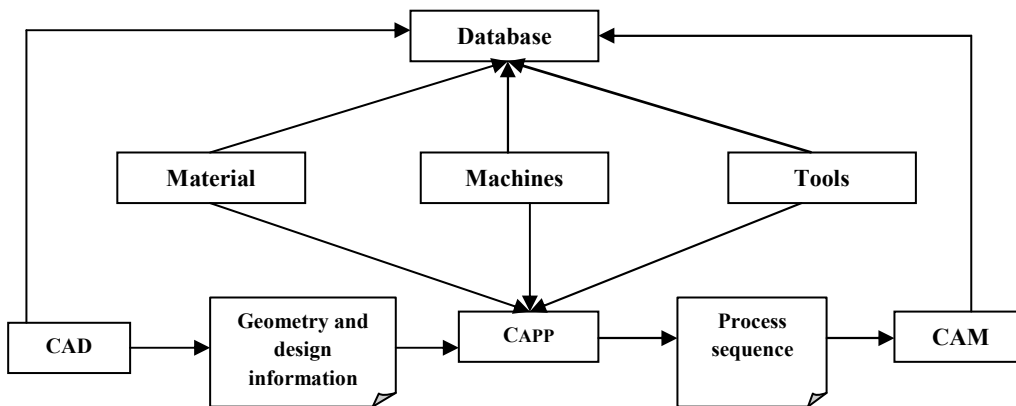 Database
Material
Machines
Tools
CAD
Geometry and
design
information
CAPP
Process
sequence
CAM